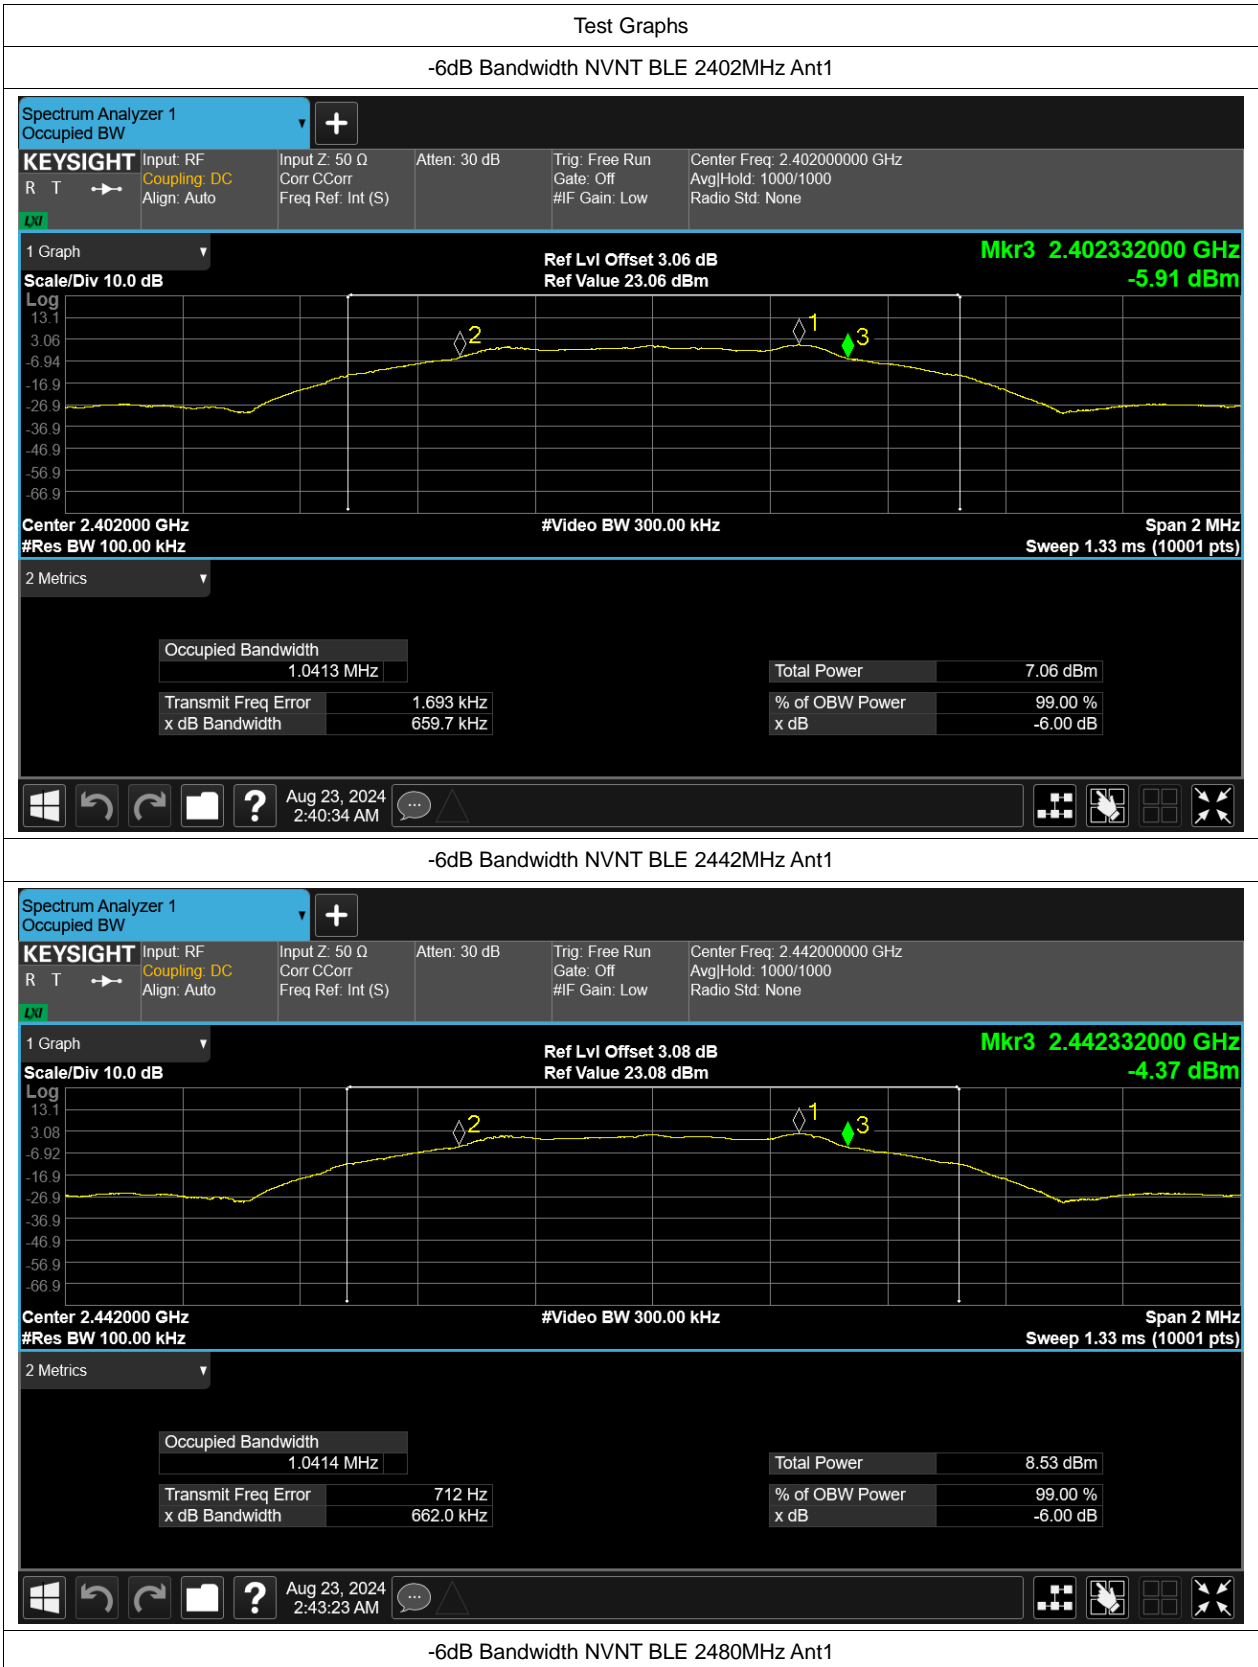 Test Graphs
-6dB Bandwidth NVNT BLE 2402MHz Ant1
Spectrum Analyzer 1
Occupied BW
KEYSIGHT Input: RF Input Z: 50 Ω Atten: 30 dB Trig: Free Run Center Freq: 2.402000000 GHz
R T Coupling: DC Corr CCorr Gate: Off Avg|Hold: 1000/1000
Align: Auto Freq Ref: Int (S) #IF Gain: Low Radio Std: None
LXI
1 Graph Ref Lvl Offset 3.06 dB Mkr3 2.402332000 GHz
Scale/Div 10.0 dB Ref Value 23.06 dBm -5.91 dBm
Log
13.1 1
3.06 2 3
-6.94
-16.9
-26.9
-36.9
-46.9
-56.9
-66.9
Center 2.402000 GHz #Video BW 300.00 kHz Span 2 MHz
#Res BW 100.00 kHz Sweep 1.33 ms (10001 pts)
2 Metrics
Occupied Bandwidth
1.0413 MHz Total Power 7.06 dBm
Transmit Freq Error 1.693 kHz % of OBW Power 99.00 %
x dB Bandwidth 659.7 kHz x dB -6.00 dB
? Aug 23, 2024
2:40:34 AM
-6dB Bandwidth NVNT BLE 2442MHz Ant1
Spectrum Analyzer 1
Occupied BW
KEYSIGHT Input: RF Input Z: 50 Ω Atten: 30 dB Trig: Free Run Center Freq: 2.442000000 GHz
R T Coupling: DC Corr CCorr Gate: Off Avg|Hold: 1000/1000
Align: Auto Freq Ref: Int (S) #IF Gain: Low Radio Std: None
LXI
1 Graph Ref Lvl Offset 3.08 dB Mkr3 2.442332000 GHz
Scale/Div 10.0 dB Ref Value 23.08 dBm -4.37 dBm
Log
13.1 1
3.08 2 3
-6.92
-16.9
-26.9
-36.9
-46.9
-56.9
-66.9
Center 2.442000 GHz #Video BW 300.00 kHz Span 2 MHz
#Res BW 100.00 kHz Sweep 1.33 ms (10001 pts)
2 Metrics
Occupied Bandwidth
1.0414 MHz Total Power 8.53 dBm
Transmit Freq Error 712 Hz % of OBW Power 99.00 %
x dB Bandwidth 662.0 kHz x dB -6.00 dB
? Aug 23, 2024
2:43:23 AM
-6dB Bandwidth NVNT BLE 2480MHz Ant1